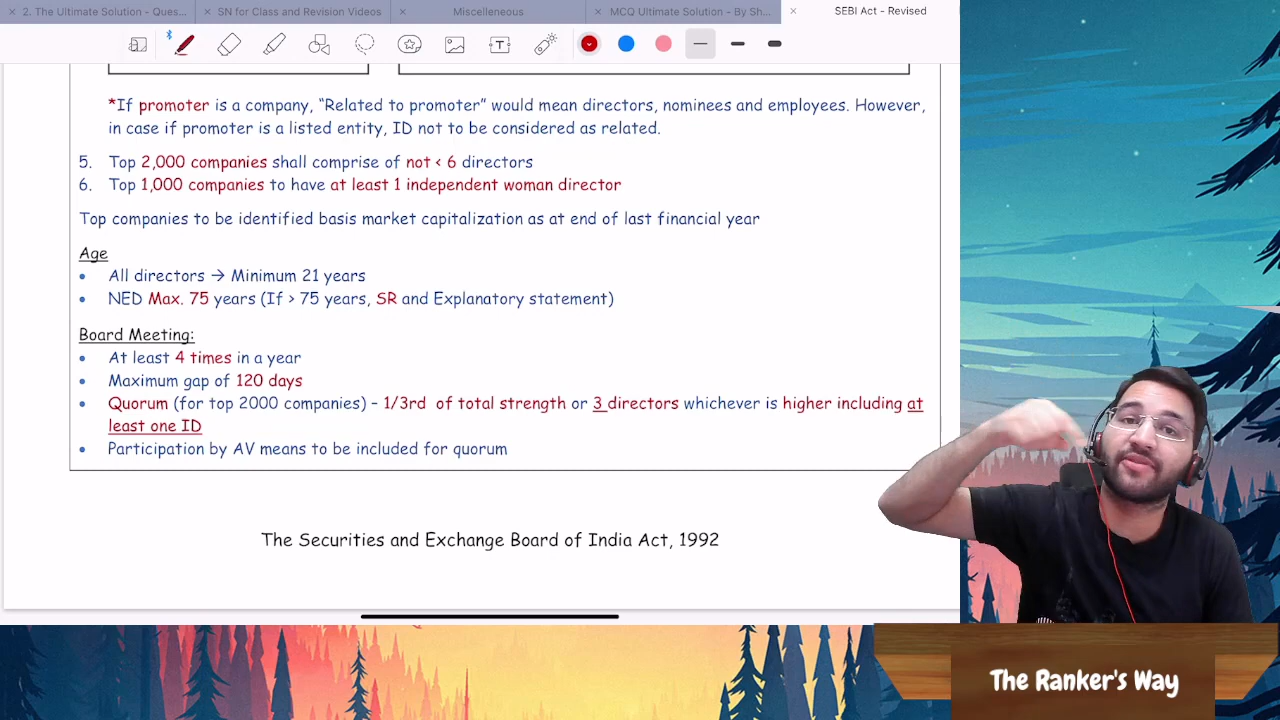 2. The Ultimate Solution - Ques...
SN for Class and Revision Videos
Miscellaneous
MCQ Ultimate Solution - By Sh...
SEBI Act - Revised
*If promoter is a company, “Related to promoter” would mean directors, nominees and employees. However,
in case if promoter is a listed entity, ID not to be considered as related.
5. Top 2,000 companies shall comprise of not < 6 directors
6. Top 1,000 companies to have at least 1 independent woman director
Top companies to be identified basis market capitalization as at end of last financial year
Age
• All directors → Minimum 21 years
• NED Max. 75 years (If > 75 years, SR and Explanatory statement)
Board Meeting:
• At least 4 times in a year
• Maximum gap of 120 days
• Quorum (for top 2000 companies) – 1/3rd of total strength or 3 directors whichever is higher including at
least one ID
• Participation by AV means to be included for quorum
The Securities and Exchange Board of India Act, 1992
The Ranker's Way